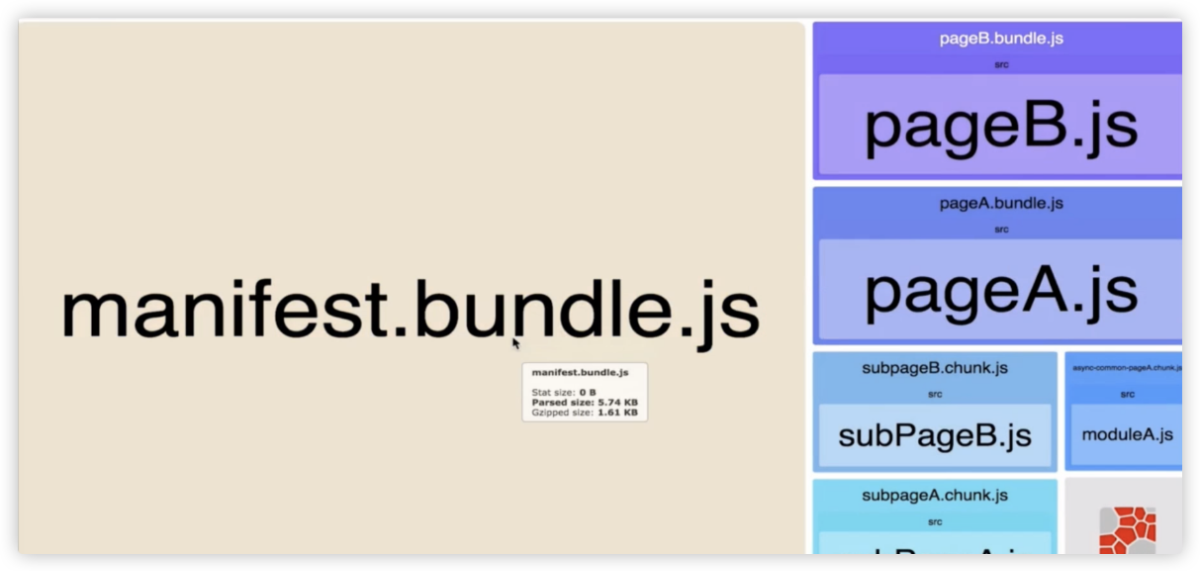 manifest.bundle.js
manifest.bundle.js
Stat size: 0 B
Parsed size: 5.74 KB
Gzipped size: 1.61 KB
pageB.bundle.js
src
pageB.js
pageA.bundle.js
src
pageA.js
subpageB.chunk.js
src
subPageB.js
async-common-pageA.chunk.js
src
moduleA.js
subpageA.chunk.js
src